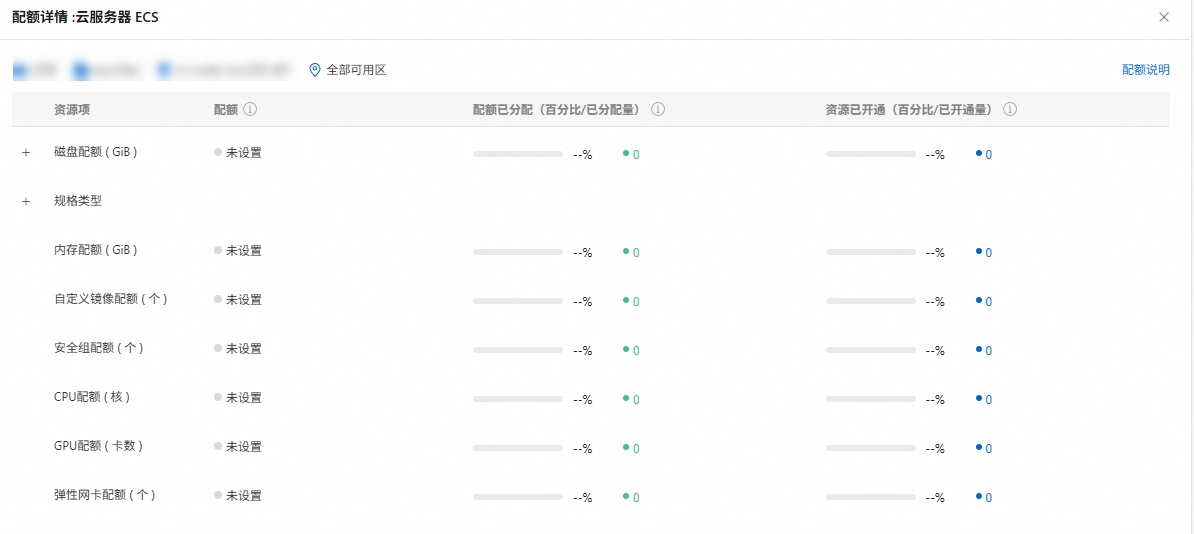 配额详情 :云服务器 ECS
全部可用区 配额说明
资源项 配额 配额已分配（百分比/已分配量） 资源已开通（百分比/已开通量）
+ 磁盘配额 ( GiB ) 未设置 --% 0 --% 0
+ 规格类型
内存配额 ( GiB ) 未设置 --% 0 --% 0
自定义镜像配额 ( 个 ) 未设置 --% 0 --% 0
安全组配额 ( 个 ) 未设置 --% 0 --% 0
CPU配额 ( 核 ) 未设置 --% 0 --% 0
GPU配额 ( 卡数 ) 未设置 --% 0 --% 0
弹性网卡配额 ( 个 ) 未设置 --% 0 --% 0